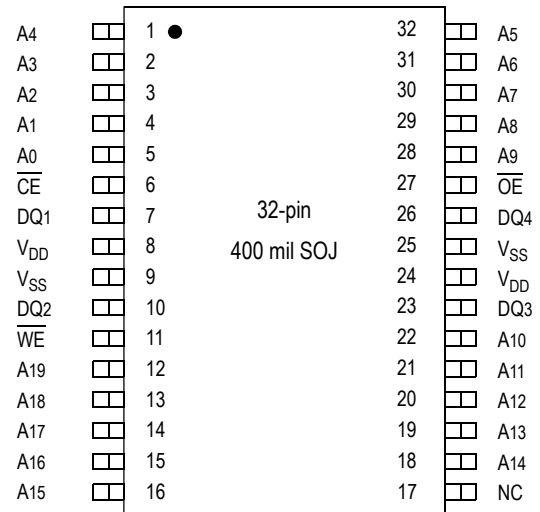 A4 1 32 A5
A3 2 31 A6
A2 3 30 A7
A1 4 29 A8
A0 5 28 A9
C̅E̅ 6 27 O̅E̅
DQ1 7 32-pin 26 DQ4
VDD 8 400 mil SOJ 25 VSS
VSS 9 24 VDD
DQ2 10 23 DQ3
W̅E̅ 11 22 A10
A19 12 21 A11
A18 13 20 A12
A17 14 19 A13
A16 15 18 A14
A15 16 17 NC